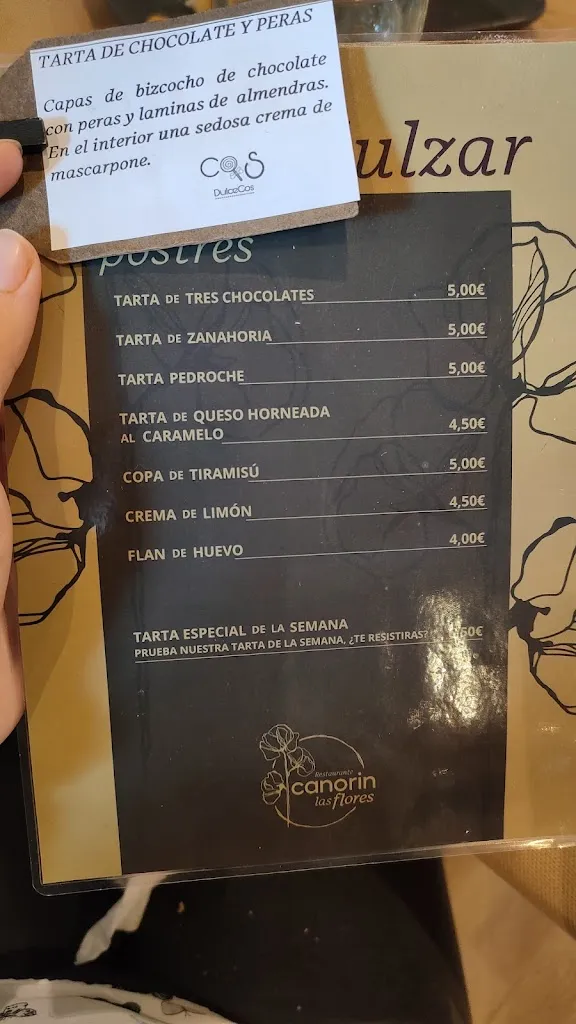 TARTA DE CHOCOLATE Y PERAS
Capas de bizcocho de chocolate
con peras y laminas de almendras.
En el interior una sedosa crema de
mascarpone.
COS
DulceCos
postres
TARTA DE TRES CHOCOLATES 5,00€
TARTA DE ZANAHORIA 5,00€
TARTA PEDROCHE 5,00€
TARTA DE QUESO HORNEADA
AL CARAMELO 4,50€
COPA DE TIRAMISÚ 5,00€
CREMA DE LIMÓN 4,50€
FLAN DE HUEVO 4,00€
TARTA ESPECIAL DE LA SEMANA
PRUEBA NUESTRA TARTA DE LA SEMANA, ¿TE RESISTIRAS?
Restaurante
canorin
las flores